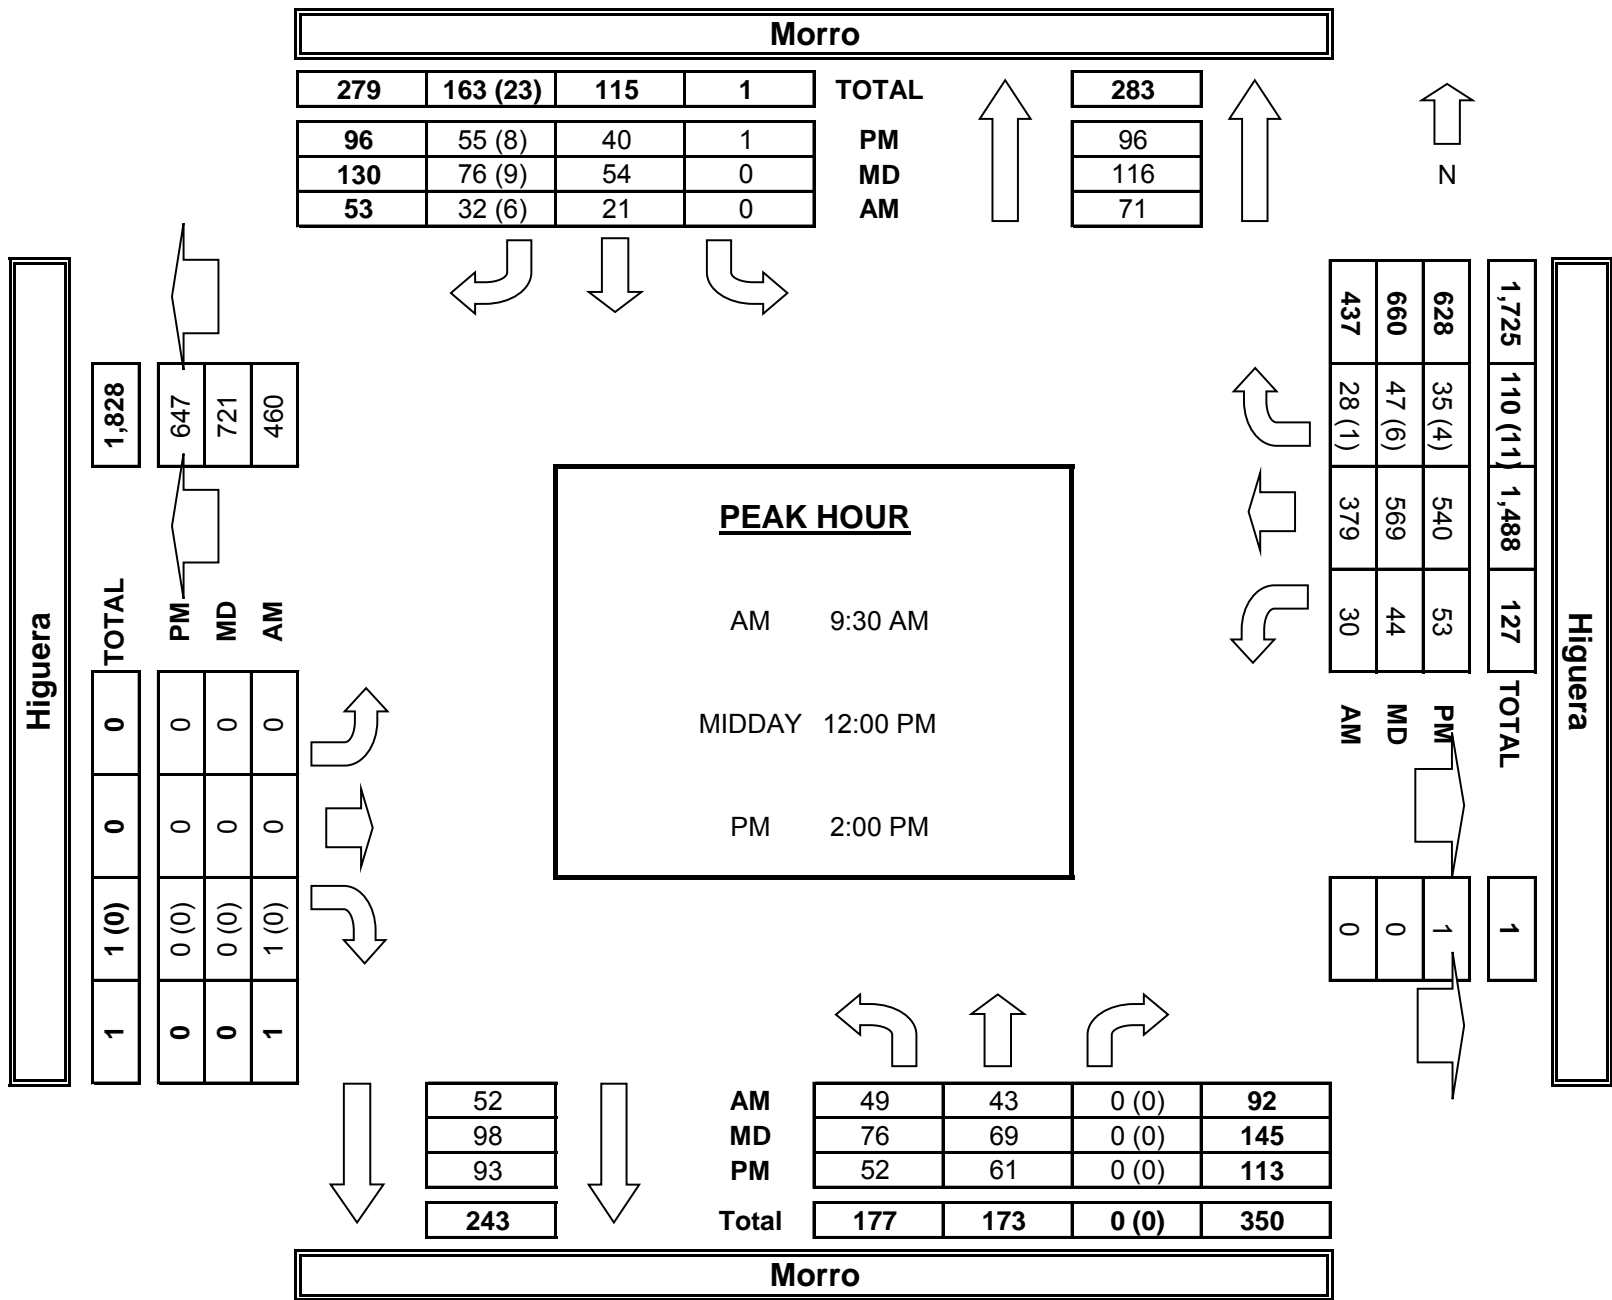 Morro
279 163 (23) 115 1 TOTAL 283
96 55 (8) 40 1 PM 96
130 76 (9) 54 0 MD 116
53 32 (6) 21 0 AM 71
N
Higuera
1,828
647 721 460
TOTAL PM MD AM
0 0 0 0
0 0 0 0
1 (0) 0 (0) 0 (0) 1 (0)
1 0 0 1
PEAK HOUR
AM 9:30 AM
MIDDAY 12:00 PM
PM 2:00 PM
1,725 110 (11) 1,488 127 TOTAL
628 35 (4) 540 53 PM
660 47 (6) 569 44 MD
437 28 (1) 379 30 AM
1
1
0
0
Higuera
52 AM 49 43 0 (0) 92
98 MD 76 69 0 (0) 145
93 PM 52 61 0 (0) 113
243 Total 177 173 0 (0) 350
Morro